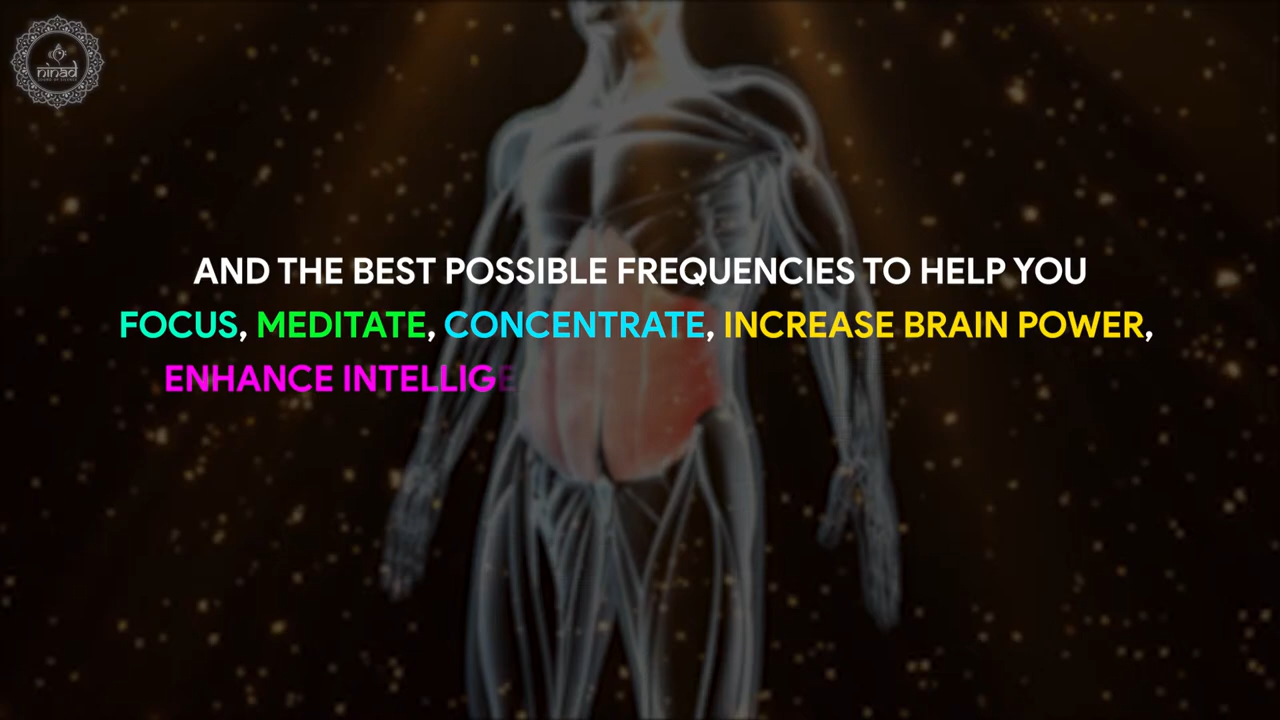 ninad
AND THE BEST POSSIBLE FREQUENCIES TO HELP YOU
FOCUS, MEDITATE, CONCENTRATE, INCREASE BRAIN POWER,
ENHANCE INTELLIGE